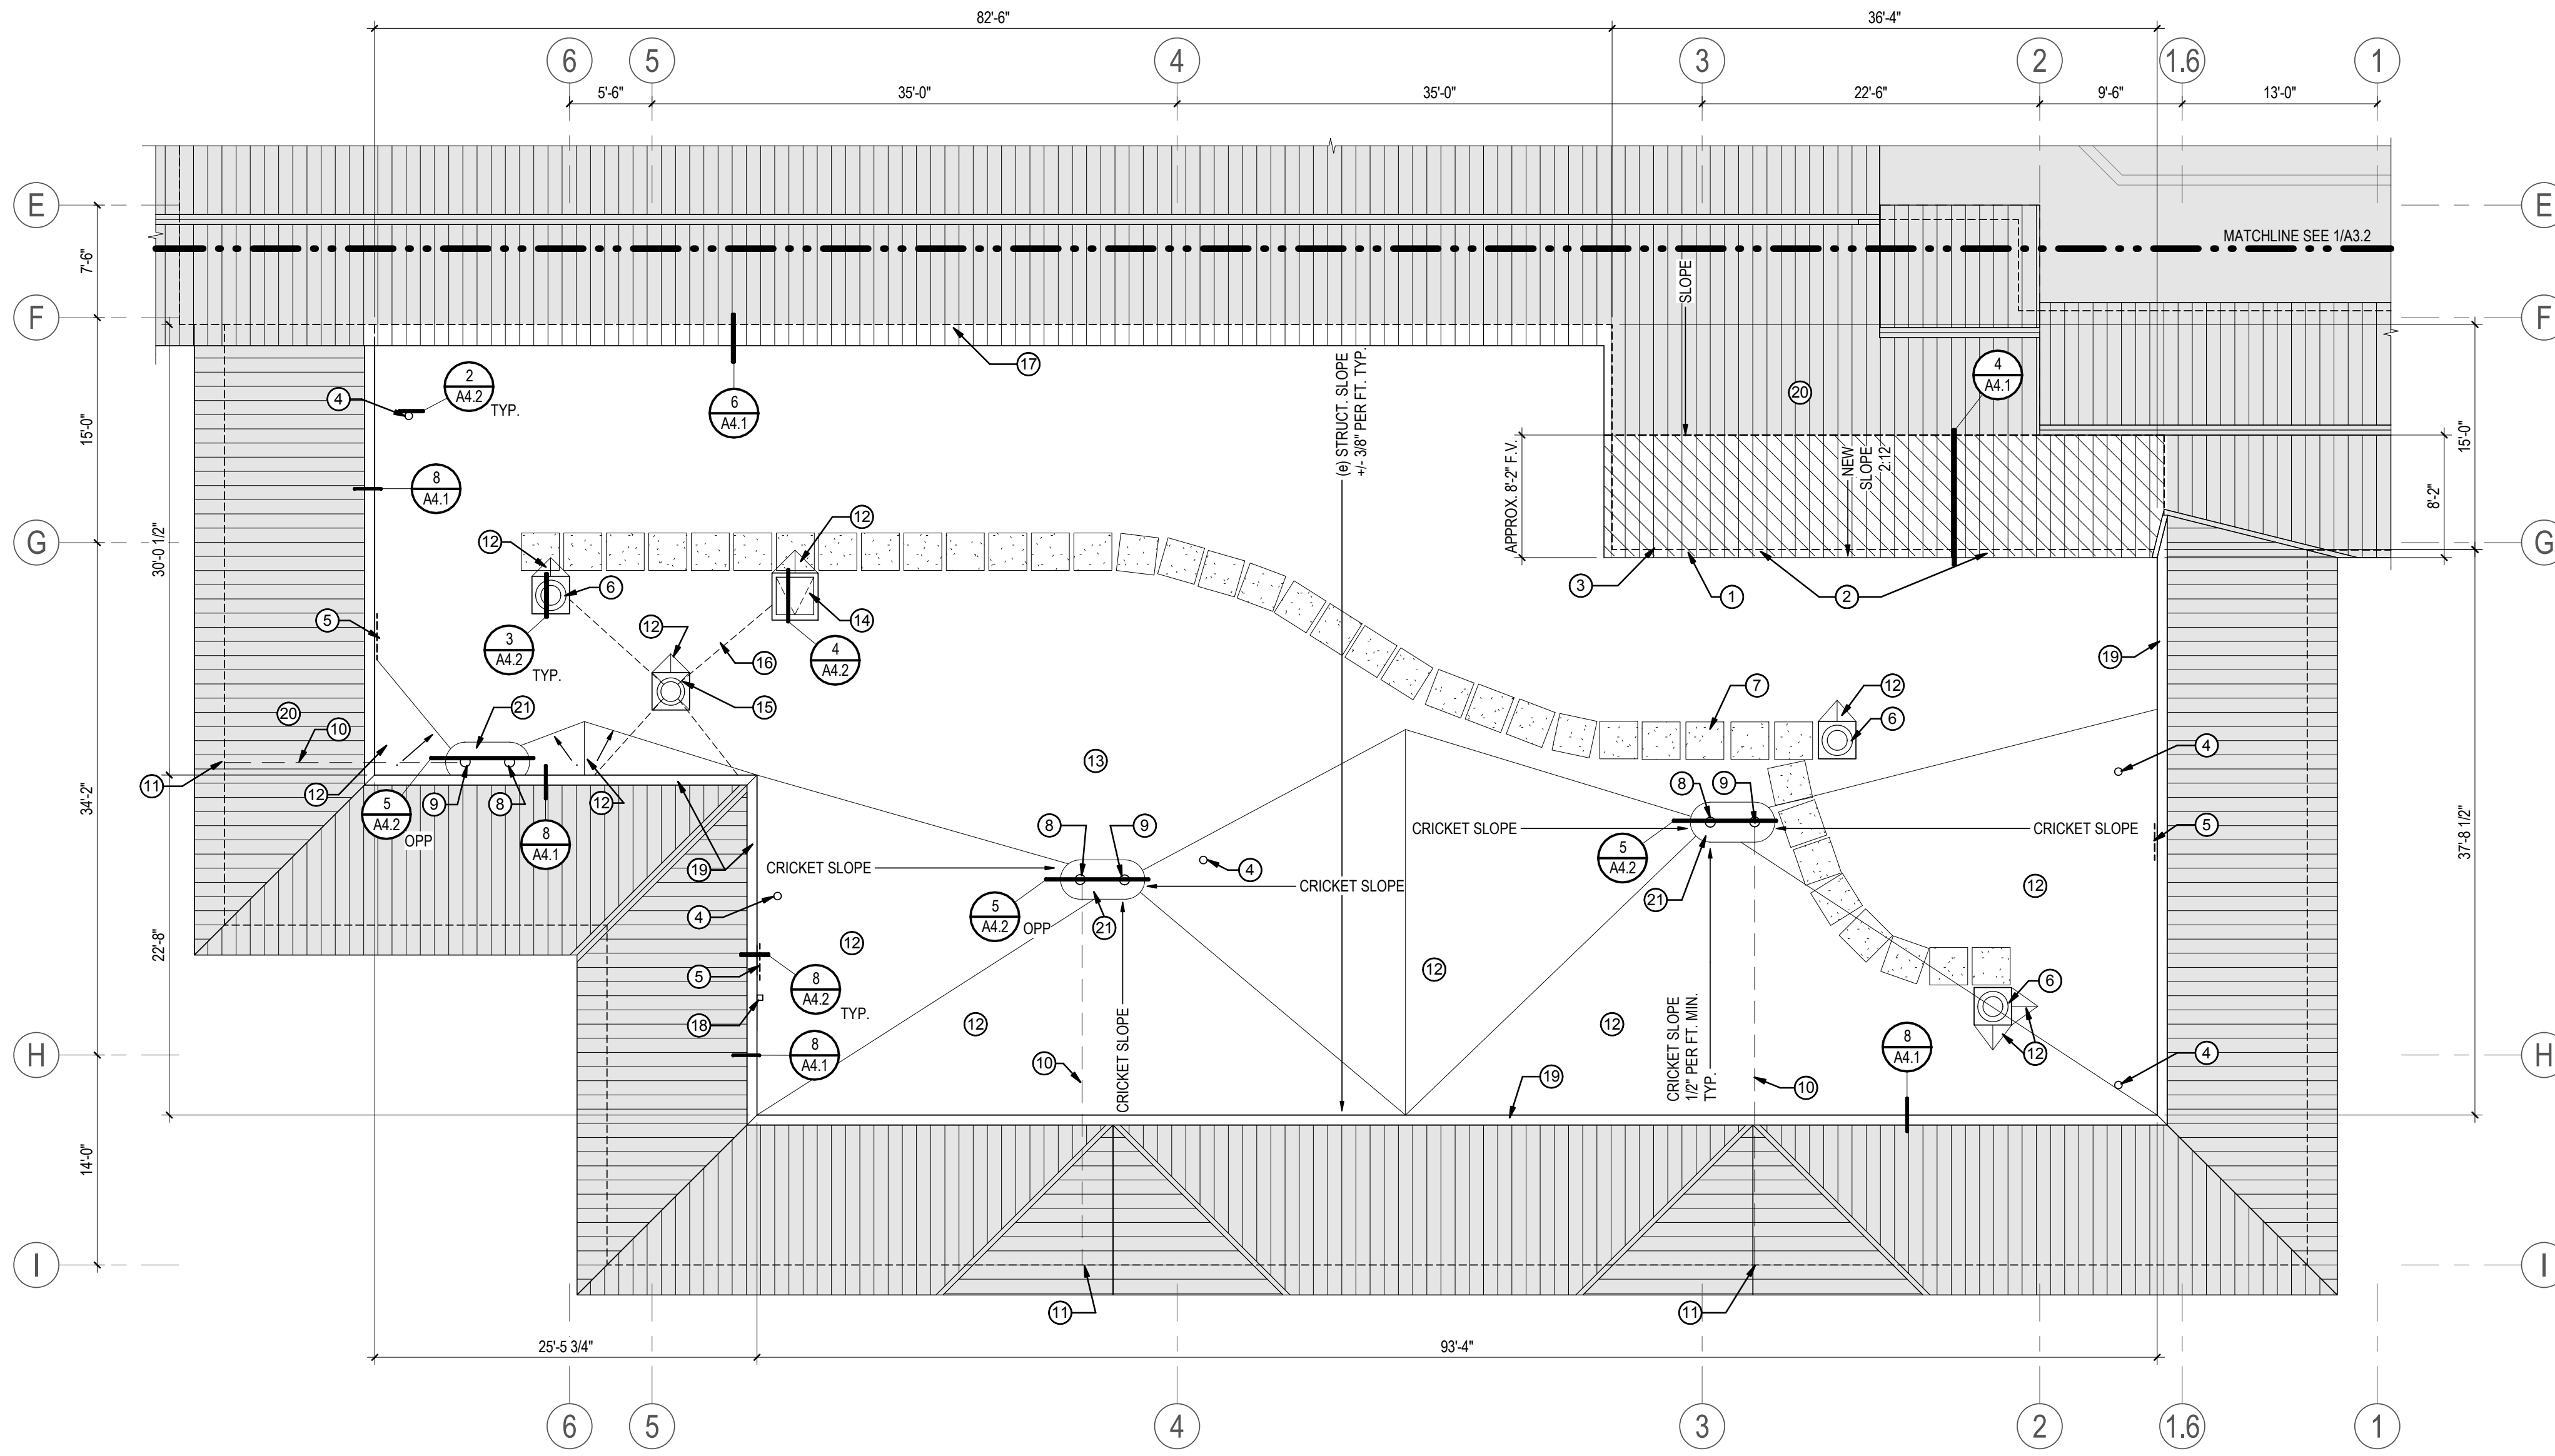 82'-6"
36'-4"
6
5
4
3
2
1.6
1
5'-6"
35'-0"
35'-0"
22'-6"
9'-6"
13'-0"
E
E
MATCHLINE SEE 1/A3.2
7'-6"
SLOPE
F
F
17
2
A4.2
TYP.
4
6
A4.1
(e) STRUCT. SLOPE
+/- 3/8" PER FT. TYP.
20
4
A4.1
15'-0"
15'-0"
8
A4.1
APPROX. 8'-2" F.V.
NEW
SLOPE
2:12
8'-2"
30'-0 1/2"
G
G
12
12
6
3
1
2
5
14
12
3
A4.2
TYP.
16
4
A4.2
19
15
7
12
6
20
21
10
4
13
11
12
5
A4.2
OPP
9
8
12
8
A4.1
34'-2"
8
9
8
9
CRICKET SLOPE
CRICKET SLOPE
5
37'-8 1/2"
19
CRICKET SLOPE
4
CRICKET SLOPE
5
A4.2
21
12
4
5
A4.2
OPP
21
22'-8"
12
12
5
8
A4.2
TYP.
6
18
12
12
CRICKET SLOPE
CRICKET SLOPE
1/2" PER FT. MIN.
TYP.
8
A4.1
12
4
H
H
8
A4.1
10
19
10
14'-0"
I
I
11
11
25'-5 3/4"
93'-4"
6
5
4
3
2
1.6
1